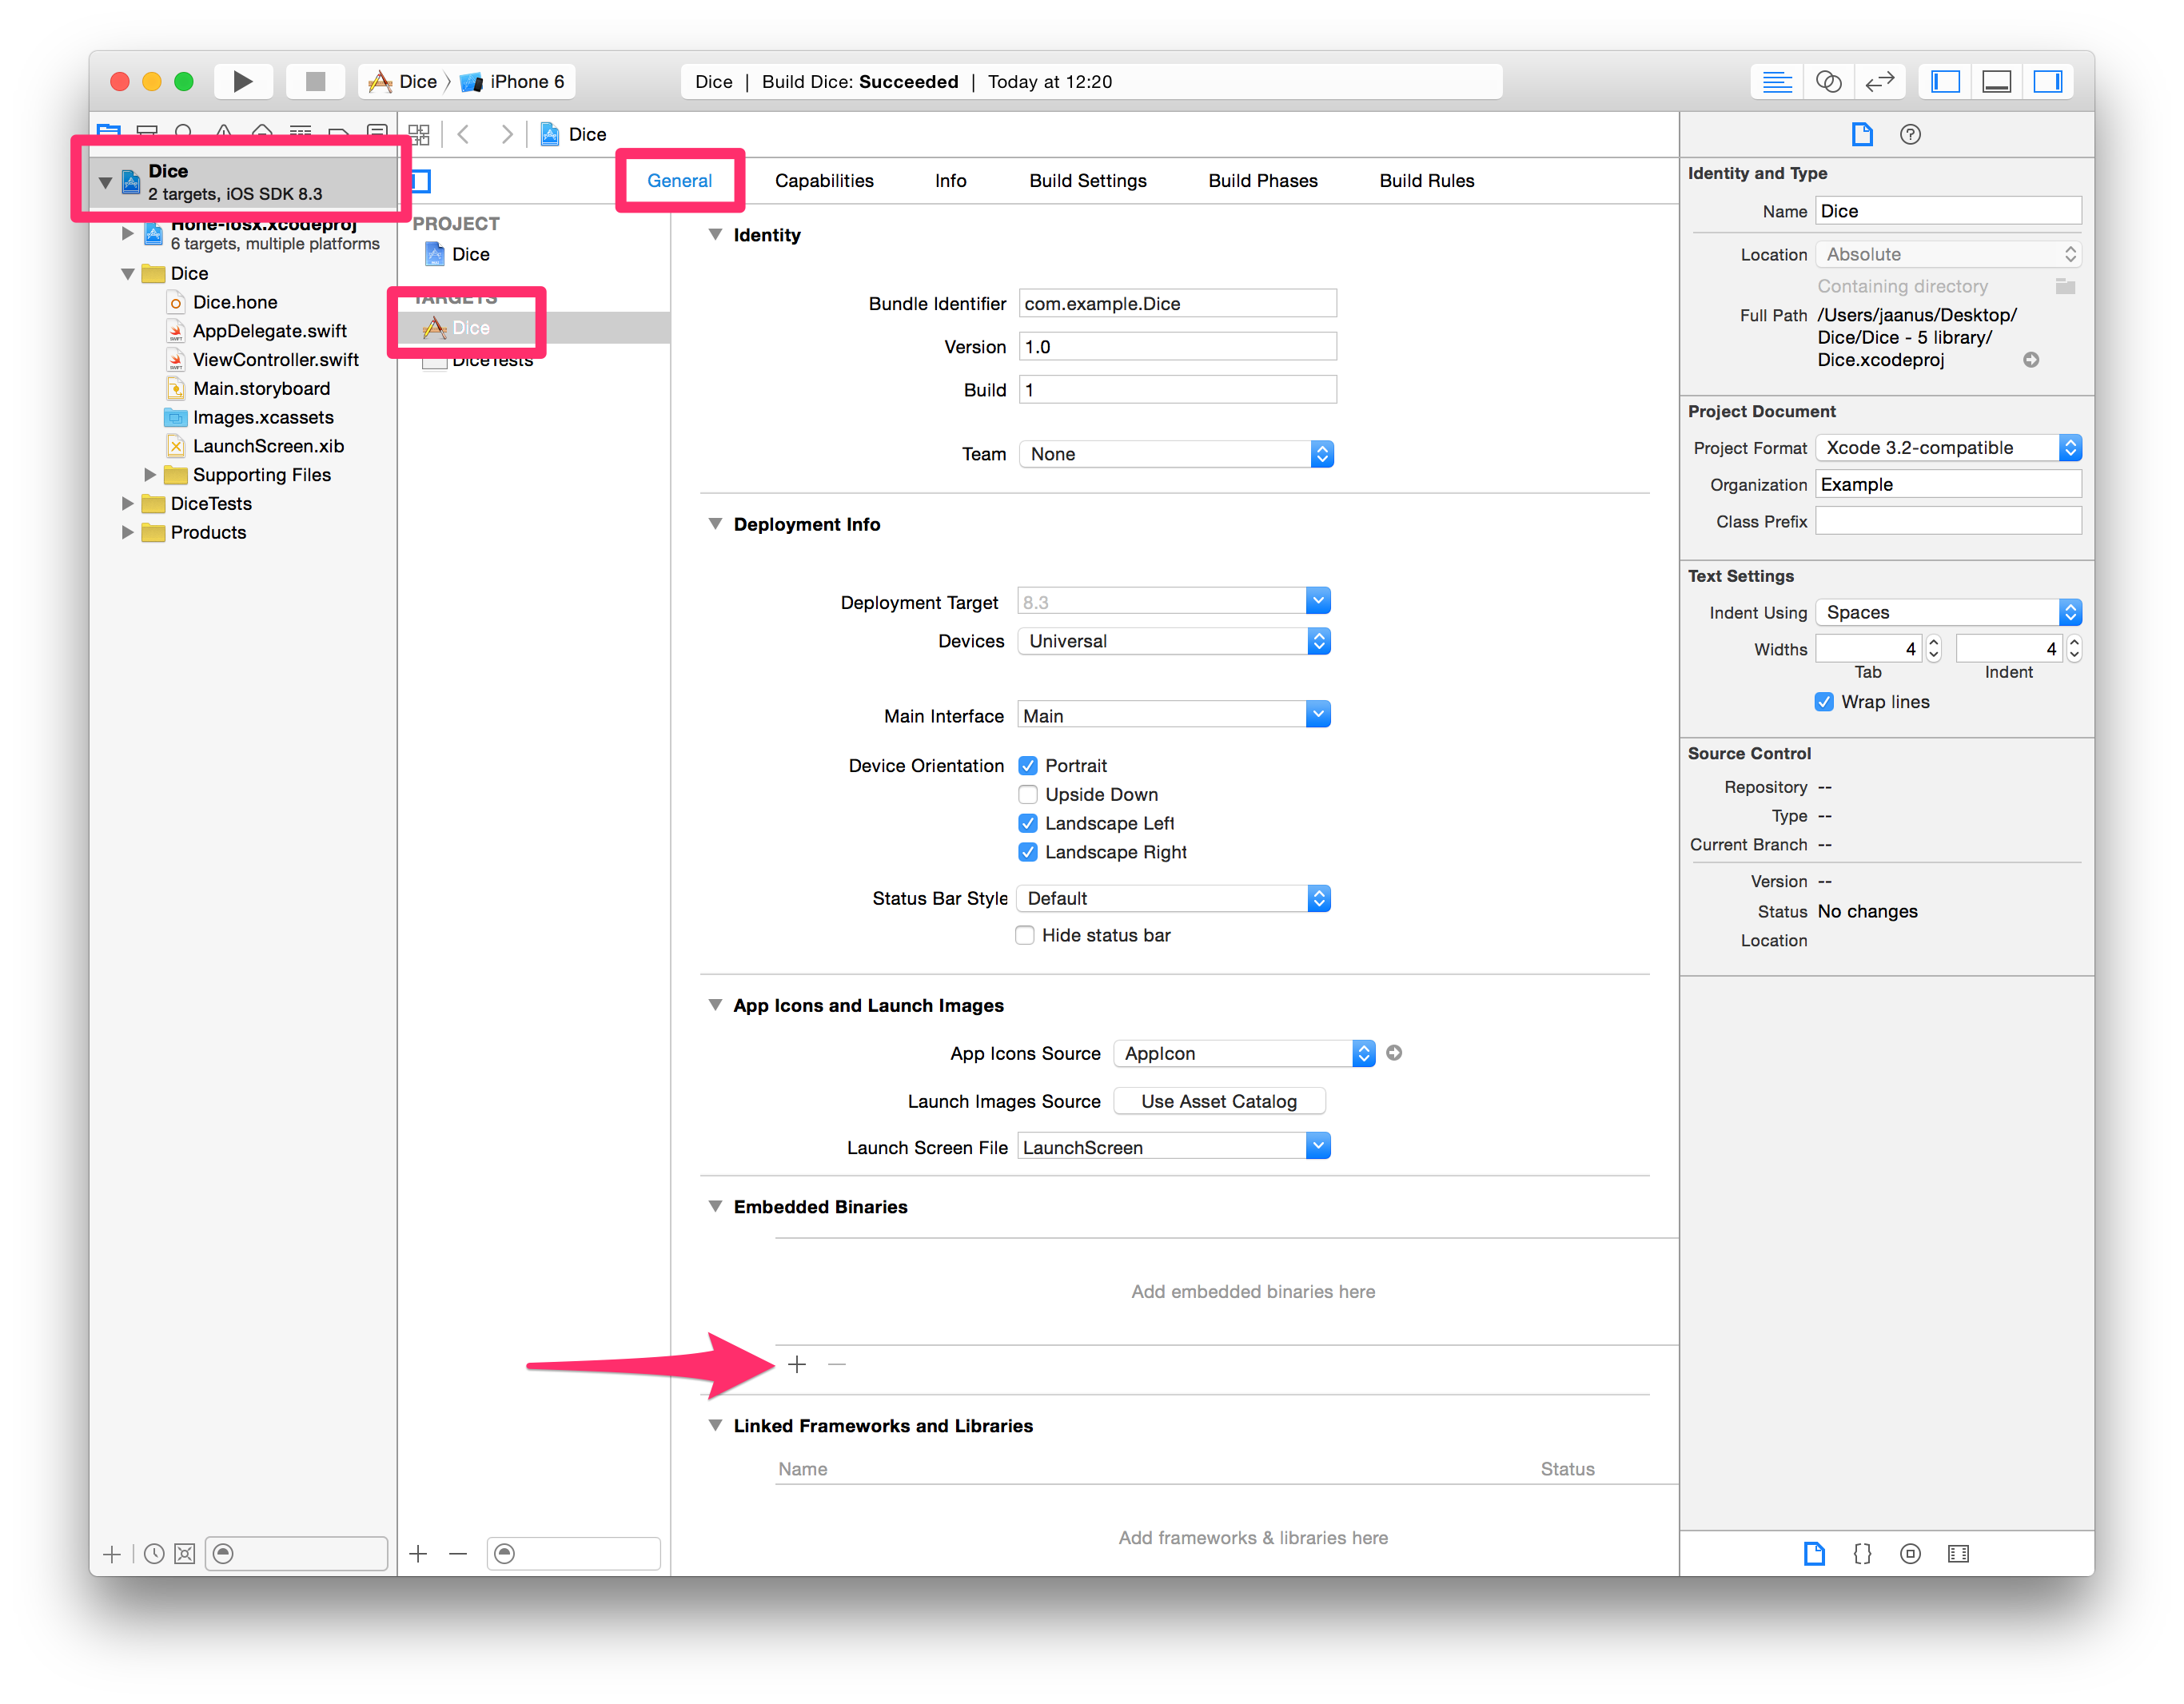 Dice
iPhone 6
Dice | Build Dice: Succeeded | Today at 12:20
Dice
Dice
2 targets, iOS SDK 8.3
Hone-iosx.xcodeproj
6 targets, multiple platforms
Dice
Dice.hone
AppDelegate.swift
ViewController.swift
Main.storyboard
Images.xcassets
LaunchScreen.xib
Supporting Files
DiceTests
Products
General
Capabilities
Info
Build Settings
Build Phases
Build Rules
PROJECT
Dice
TARGETS
Dice
DiceTests
Identity
Bundle Identifier com.example.Dice
Version 1.0
Build 1
Team None
Deployment Info
Deployment Target 8.3
Devices Universal
Main Interface Main
Device Orientation Portrait
Upside Down
Landscape Left
Landscape Right
Status Bar Style Default
Hide status bar
App Icons and Launch Images
App Icons Source AppIcon
Launch Images Source Use Asset Catalog
Launch Screen File LaunchScreen
Embedded Binaries
Add embedded binaries here
Linked Frameworks and Libraries
Name Status
Add frameworks & libraries here
Identity and Type
Name Dice
Location Absolute
Containing directory
Full Path /Users/jaanus/Desktop/
Dice/Dice - 5 library/
Dice.xcodeproj
Project Document
Project Format Xcode 3.2-compatible
Organization Example
Class Prefix
Text Settings
Indent Using Spaces
Widths 4 4
Tab Indent
Wrap lines
Source Control
Repository --
Type --
Current Branch --
Version --
Status No changes
Location